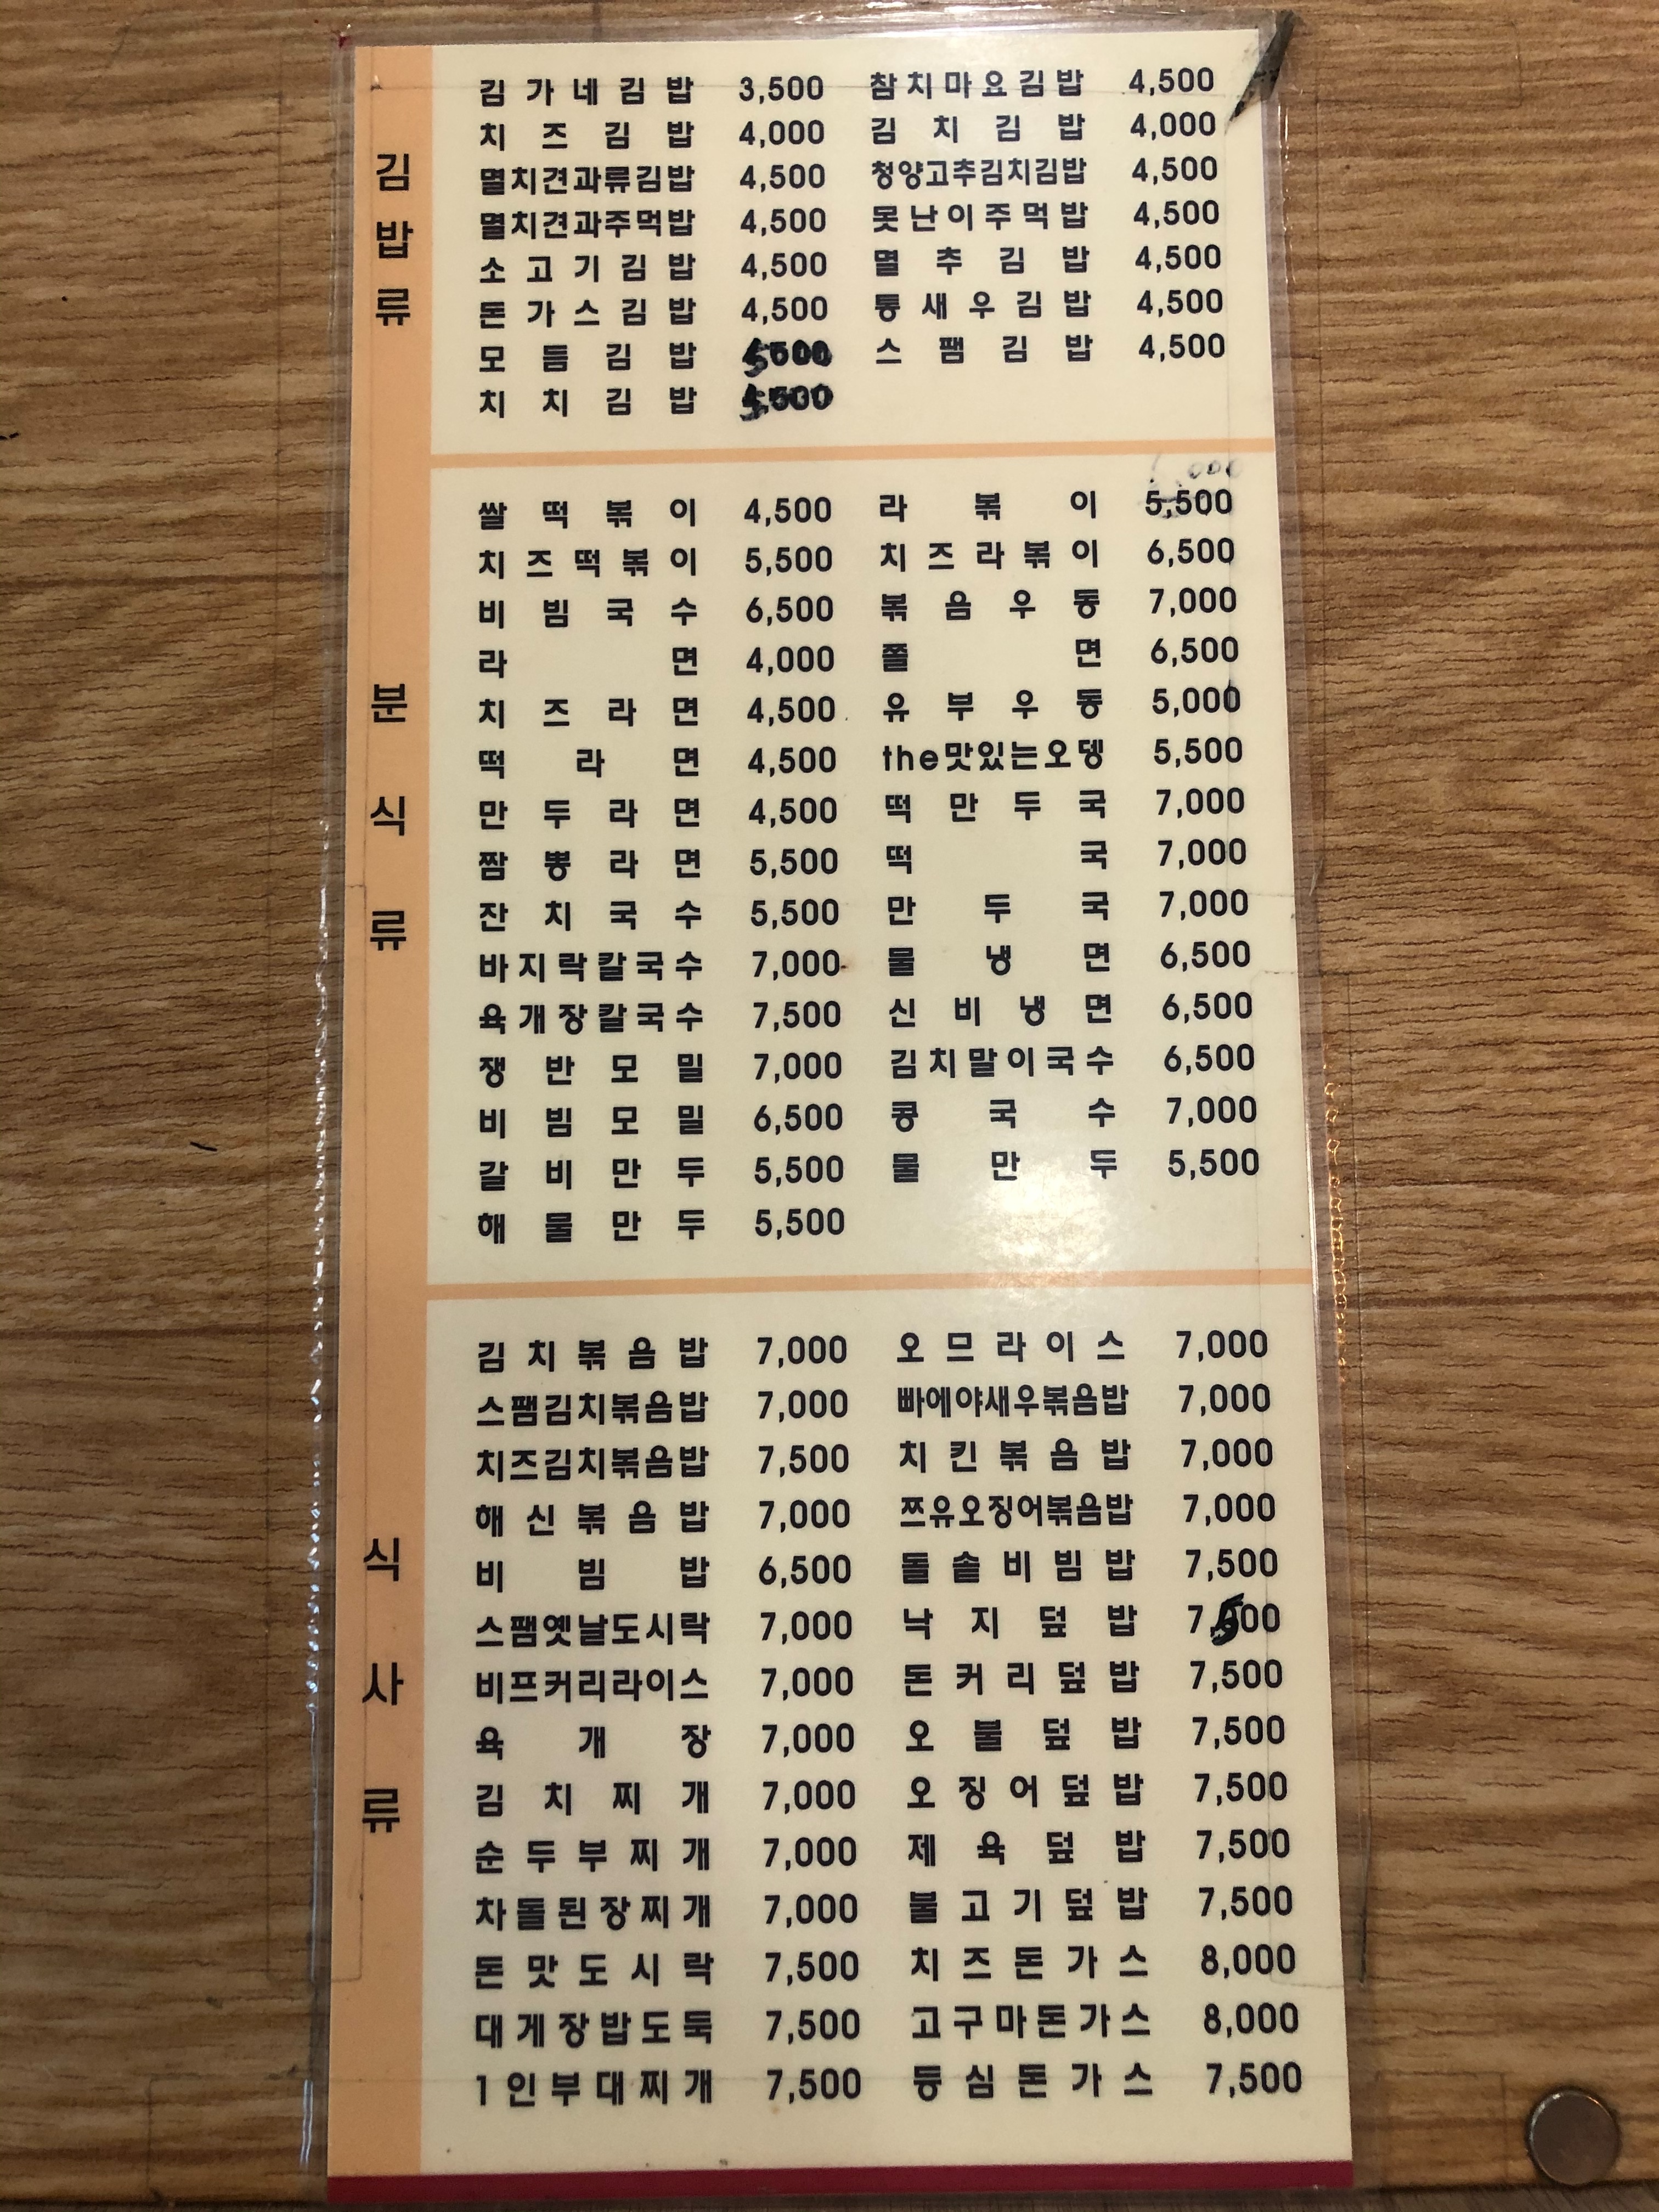 김밥류
김가네김밥 3,500 참치마요김밥 4,500
치즈김밥 4,000 김치김밥 4,000
멸치견과류김밥 4,500 청양고추김치김밥 4,500
멸치견과주먹밥 4,500 못난이주먹밥 4,500
소고기김밥 4,500 멸추김밥 4,500
돈가스김밥 4,500 통새우김밥 4,500
모듬김밥 스팸김밥 4,500
치치김밥
분식류
쌀떡볶이 4,500 라볶이 5,500
치즈떡볶이 5,500 치즈라볶이 6,500
비빔국수 6,500 볶음우동 7,000
라면 4,000 쫄면 6,500
치즈라면 4,500 유부우동 5,000
떡라면 4,500 the맛있는오뎅 5,500
만두라면 4,500 떡만두국 7,000
짬뽕라면 5,500 떡국 7,000
잔치국수 5,500 만두국 7,000
바지락칼국수 7,000 물냉면 6,500
육개장칼국수 7,500 신비냉면 6,500
쟁반모밀 7,000 김치말이국수 6,500
비빔모밀 6,500 콩국수 7,000
갈비만두 5,500 물만두 5,500
해물만두 5,500
식사류
김치볶음밥 7,000 오므라이스 7,000
스팸김치볶음밥 7,000 빠에야새우볶음밥 7,000
치즈김치볶음밥 7,500 치킨볶음밥 7,000
해신볶음밥 7,000 쯔유오징어볶음밥 7,000
비빔밥 6,500 돌솥비빔밥 7,500
스팸옛날도시락 7,000 낙지덮밥 7,500
비프커리라이스 7,000 돈커리덮밥 7,500
육개장 7,000 오불덮밥 7,500
김치찌개 7,000 오징어덮밥 7,500
순두부찌개 7,000 제육덮밥 7,500
차돌된장찌개 7,000 불고기덮밥 7,500
돈맛도시락 7,500 치즈돈가스 8,000
대게장밥도둑 7,500 고구마돈가스 8,000
1인부대찌개 7,500 등심돈가스 7,500